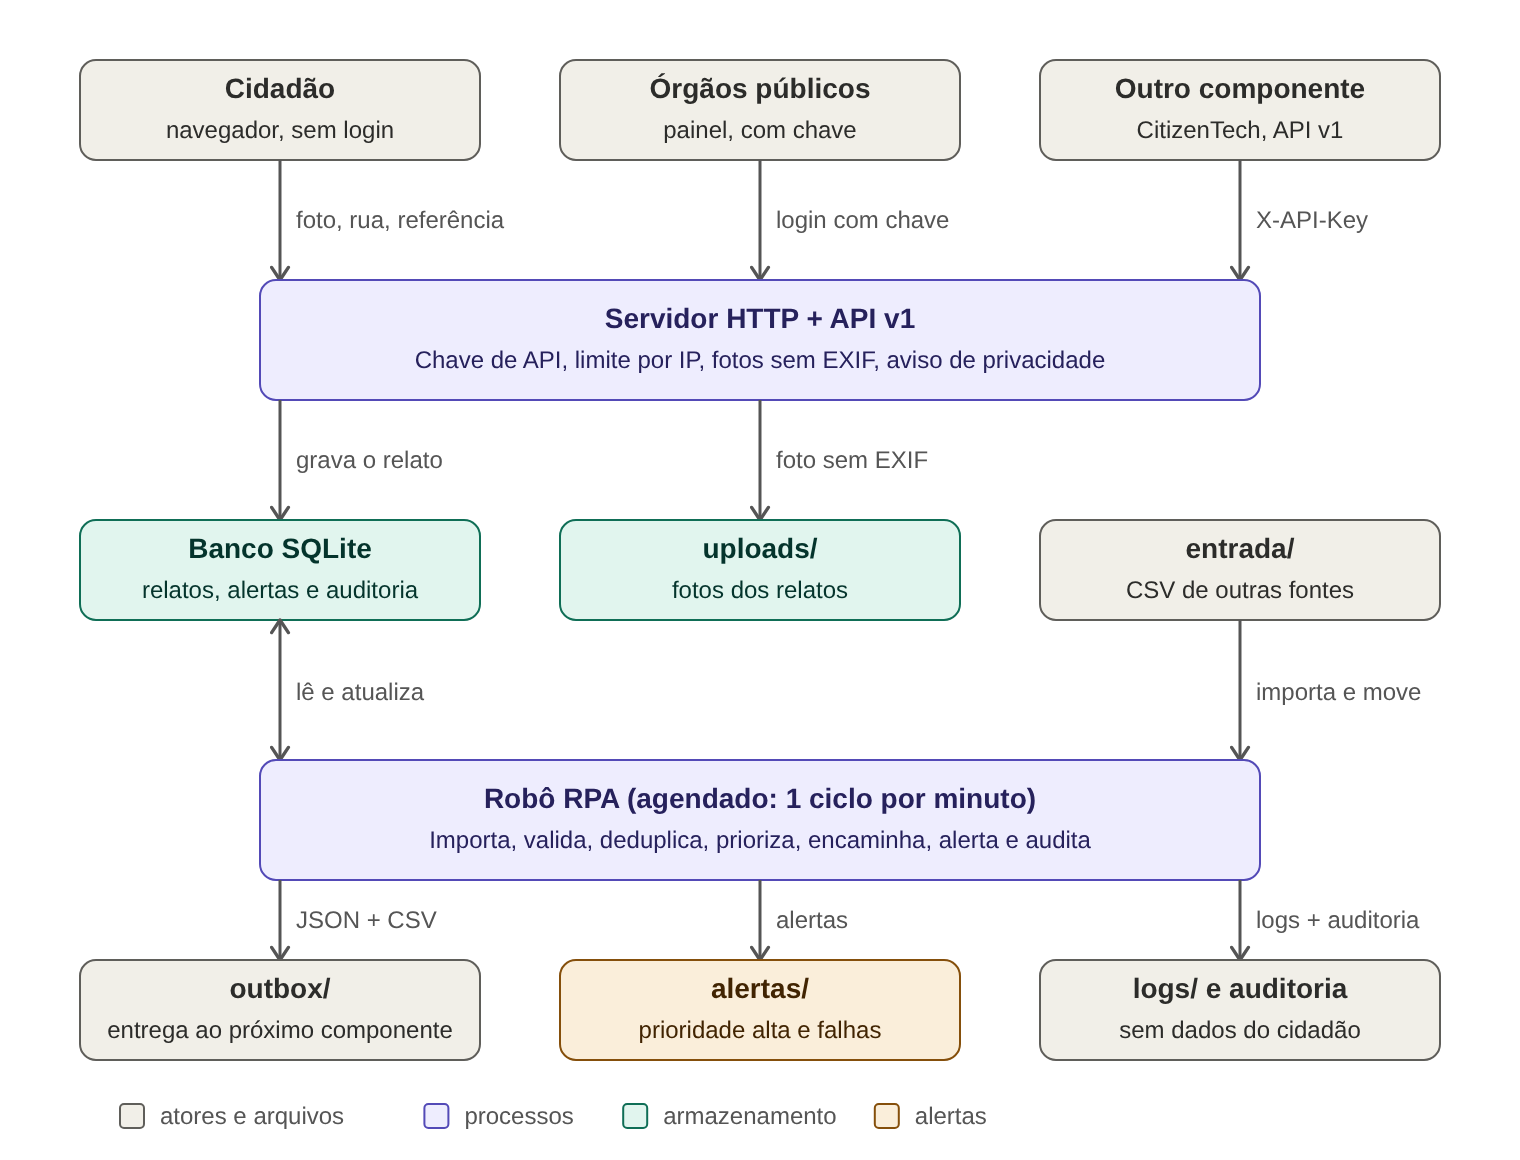 Cidadão
navegador, sem login
Órgãos públicos
painel, com chave
Outro componente
CitizenTech, API v1
foto, rua, referência
login com chave
X-API-Key
Servidor HTTP + API v1
Chave de API, limite por IP, fotos sem EXIF, aviso de privacidade
grava o relato
foto sem EXIF
Banco SQLite
relatos, alertas e auditoria
uploads/
fotos dos relatos
entrada/
CSV de outras fontes
lê e atualiza
importa e move
Robô RPA (agendado: 1 ciclo por minuto)
Importa, valida, deduplica, prioriza, encaminha, alerta e audita
JSON + CSV
alertas
logs + auditoria
outbox/
entrega ao próximo componente
alertas/
prioridade alta e falhas
logs/ e auditoria
sem dados do cidadão
atores e arquivos
processos
armazenamento
alertas